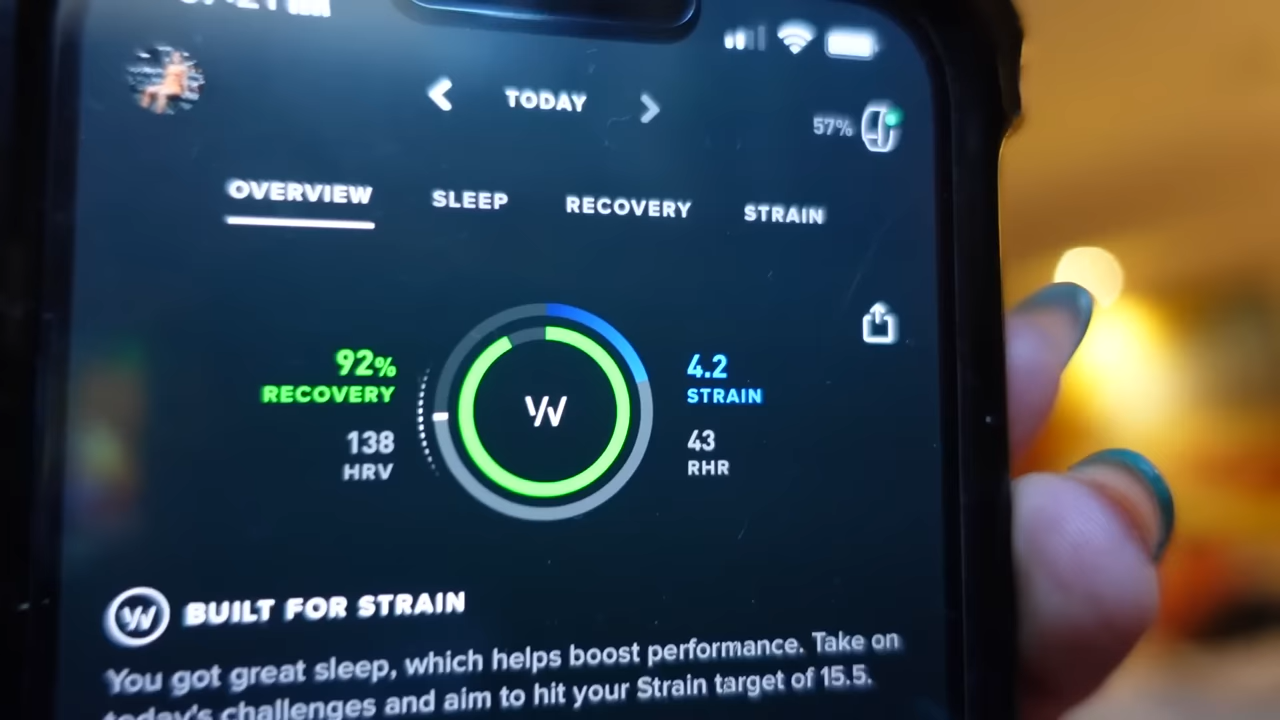 TODAY
57%
OVERVIEW SLEEP RECOVERY STRAIN
92%
RECOVERY
138
HRV
4.2
STRAIN
43
RHR
BUILT FOR STRAIN
You got great sleep, which helps boost performance. Take on
today's challenges and aim to hit your Strain target of 15.5.